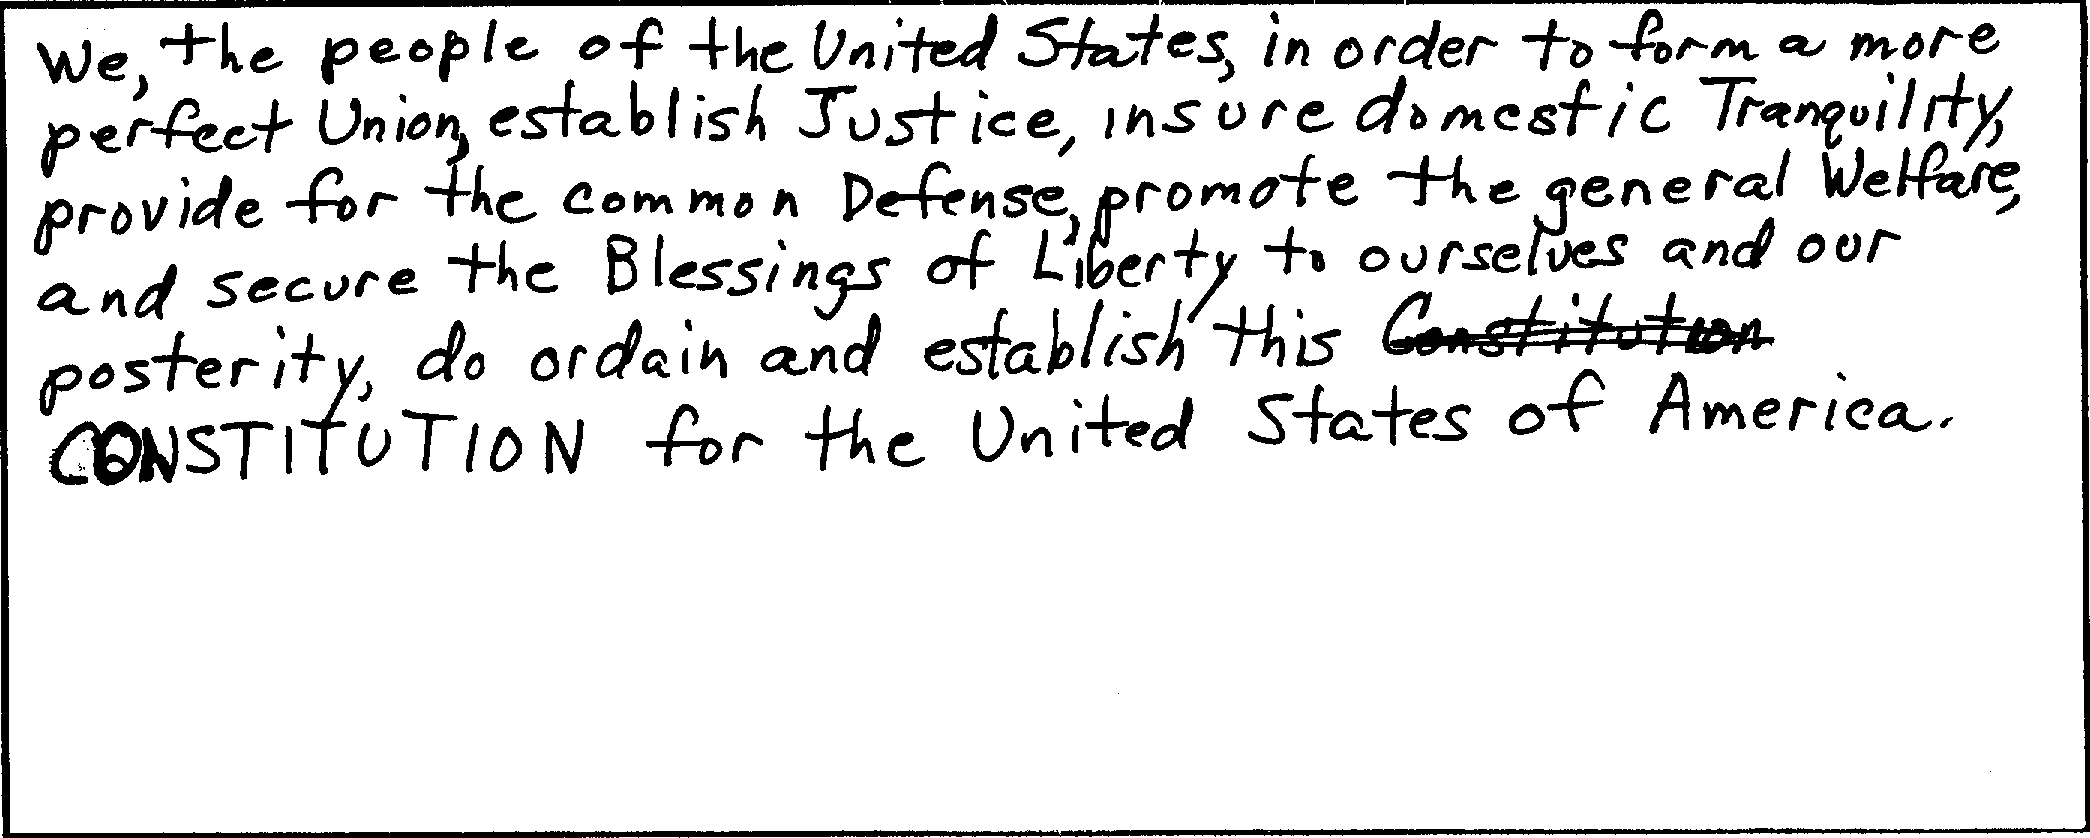 We, the people of the United States, in order to form a more
perfect Union, establish Justice, insure domestic Tranquility,
provide for the common Defense, promote the general Welfare,
and secure the Blessings of Liberty to ourselves and our
posterity, do ordain and establish this Constitution
CONSTITUTION for the United States of America.